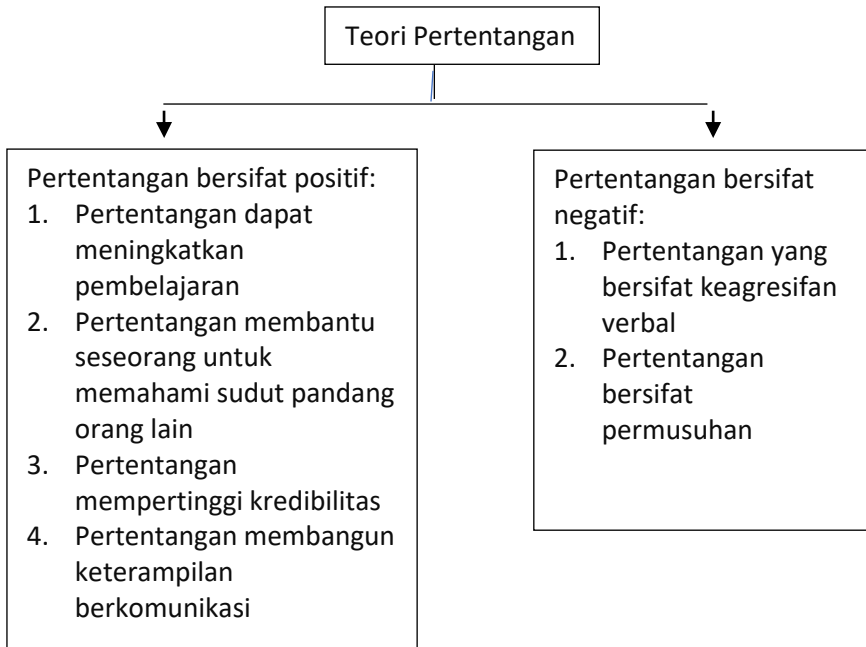 Teori Pertentangan
Pertentangan bersifat positif:
1. Pertentangan dapat
meningkatkan
pembelajaran
2. Pertentangan membantu
seseorang untuk
memahami sudut pandang
orang lain
3. Pertentangan
mempertinggi kredibilitas
4. Pertentangan membangun
keterampilan
berkomunikasi
Pertentangan bersifat
negatif:
1. Pertentangan yang
bersifat keagresifan
verbal
2. Pertentangan
bersifat
permusuhan